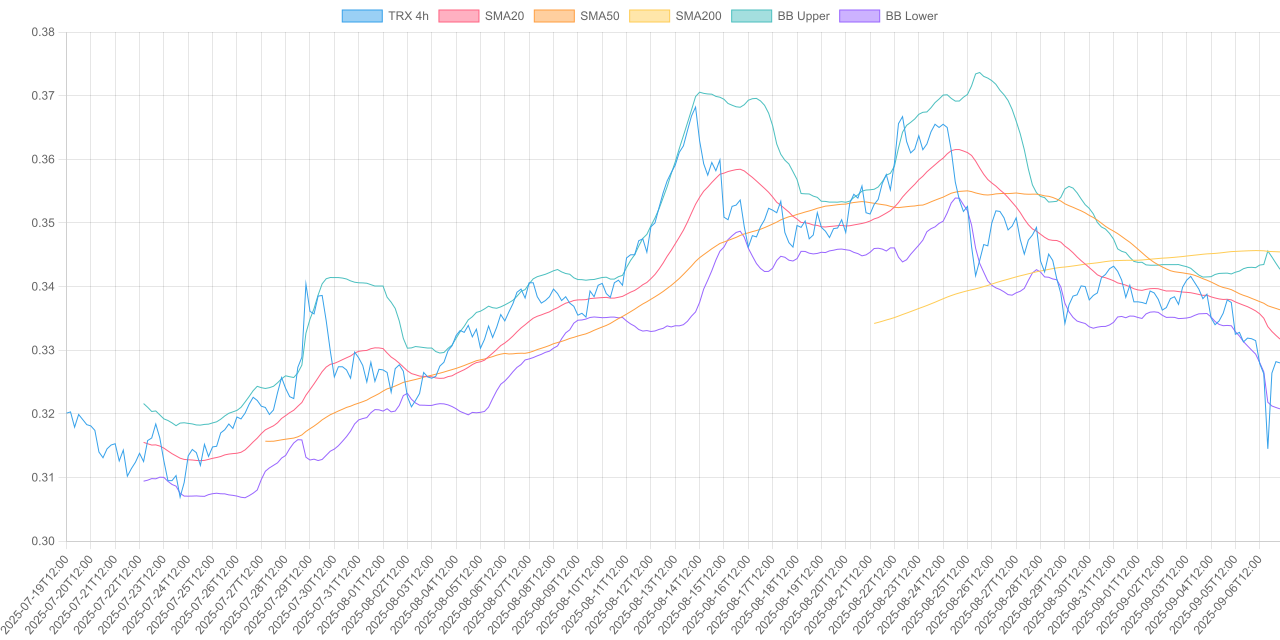 TRX 4h SMA20 SMA50 SMA200 BB Upper BB Lower
0.38
0.37
0.36
0.35
0.34
0.33
0.32
0.31
0.30
2025-07-19T12:00
2025-07-20T12:00
2025-07-21T12:00
2025-07-22T12:00
2025-07-23T12:00
2025-07-24T12:00
2025-07-25T12:00
2025-07-26T12:00
2025-07-27T12:00
2025-07-28T12:00
2025-07-29T12:00
2025-07-30T12:00
2025-07-31T12:00
2025-08-01T12:00
2025-08-02T12:00
2025-08-03T12:00
2025-08-04T12:00
2025-08-05T12:00
2025-08-06T12:00
2025-08-07T12:00
2025-08-08T12:00
2025-08-09T12:00
2025-08-10T12:00
2025-08-11T12:00
2025-08-12T12:00
2025-08-13T12:00
2025-08-14T12:00
2025-08-15T12:00
2025-08-16T12:00
2025-08-17T12:00
2025-08-18T12:00
2025-08-19T12:00
2025-08-20T12:00
2025-08-21T12:00
2025-08-22T12:00
2025-08-23T12:00
2025-08-24T12:00
2025-08-25T12:00
2025-08-26T12:00
2025-08-27T12:00
2025-08-28T12:00
2025-08-29T12:00
2025-08-30T12:00
2025-08-31T12:00
2025-09-01T12:00
2025-09-02T12:00
2025-09-03T12:00
2025-09-04T12:00
2025-09-05T12:00
2025-09-06T12:00